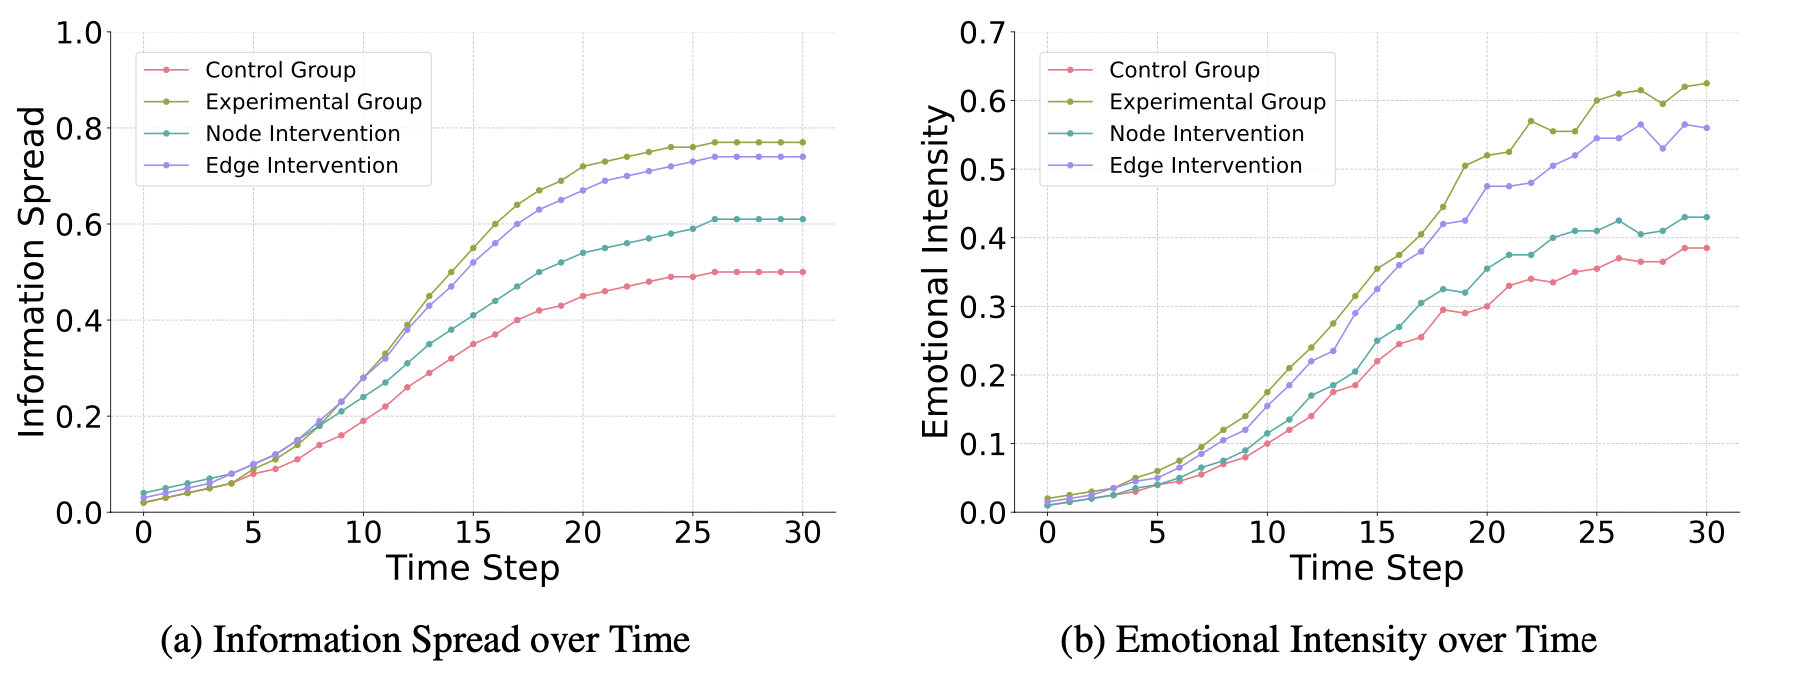 1.0
0.8
0.6
0.4
0.2
0.0
Information Spread
Control Group
Experimental Group
Node Intervention
Edge Intervention
0 5 10 15 20 25 30
Time Step
(a) Information Spread over Time
0.7
0.6
0.5
0.4
0.3
0.2
0.1
0.0
Emotional Intensity
Control Group
Experimental Group
Node Intervention
Edge Intervention
0 5 10 15 20 25 30
Time Step
(b) Emotional Intensity over Time